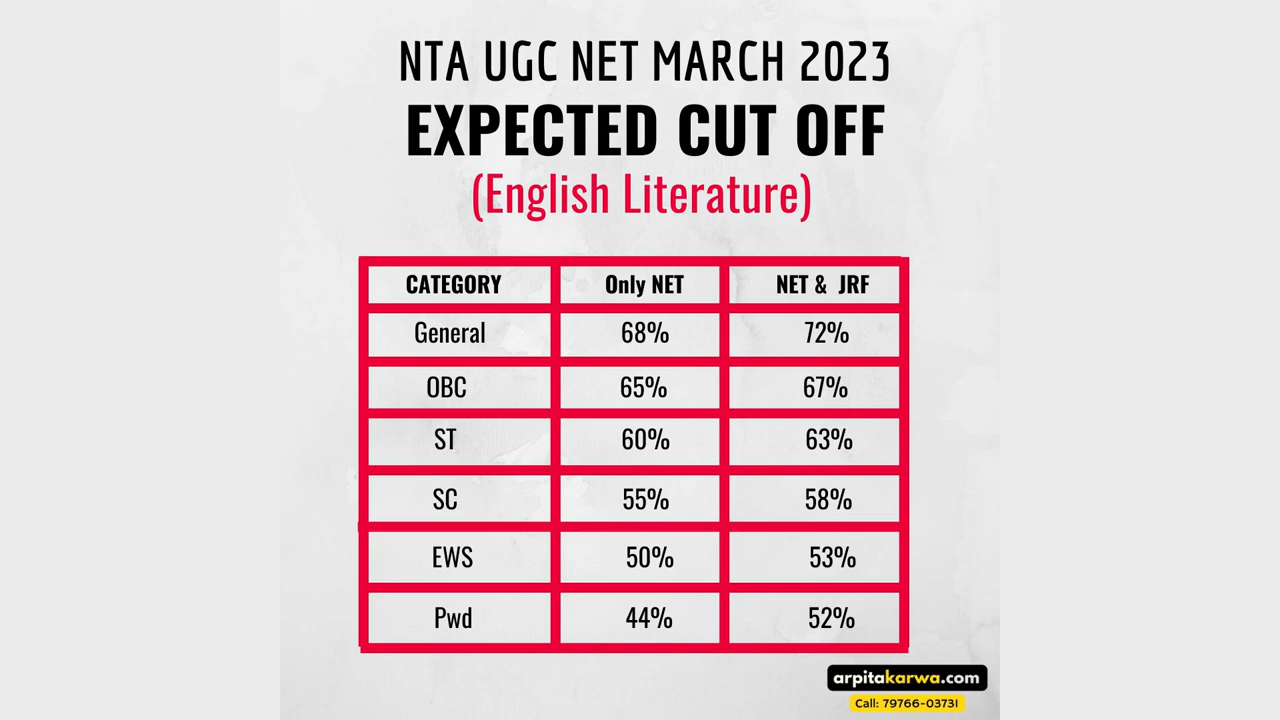 NTA UGC NET MARCH 2023
EXPECTED CUT OFF
(English Literature)
CATEGORY Only NET NET & JRF
General 68% 72%
OBC 65% 67%
ST 60% 63%
SC 55% 58%
EWS 50% 53%
Pwd 44% 52%
arpitakarwa.com
Call: 79766-03731